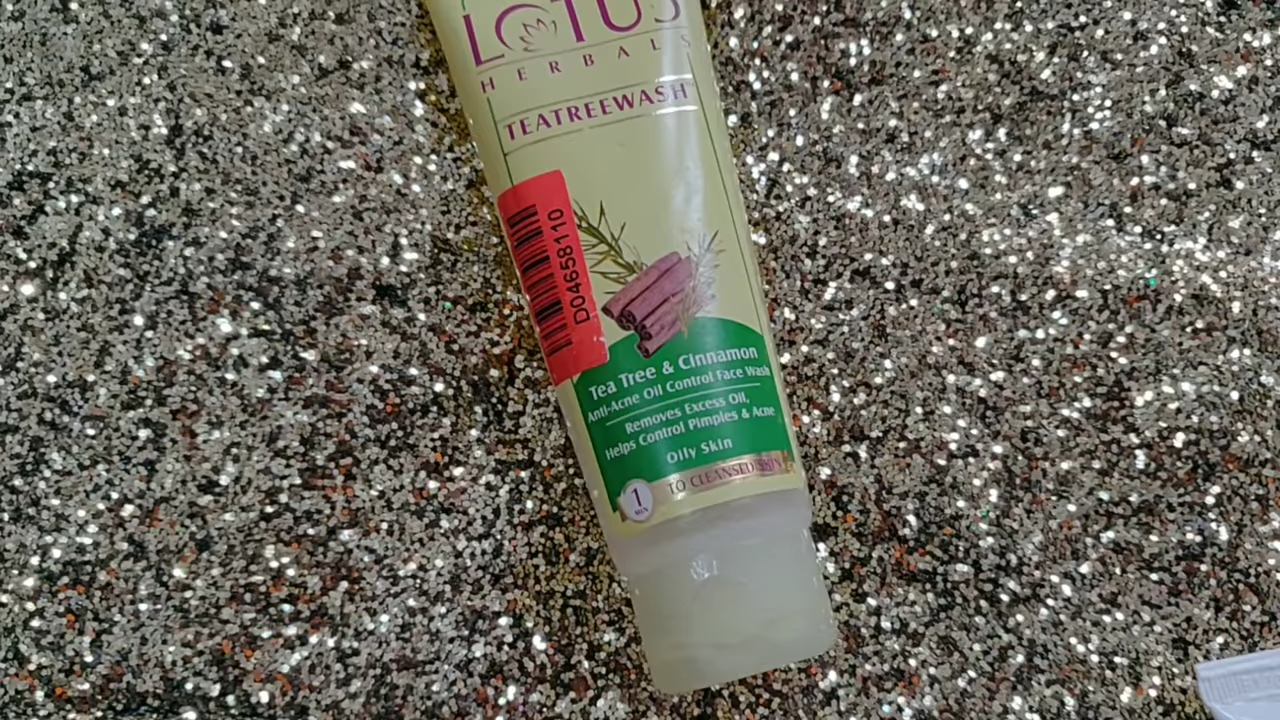 LOTUS
HERBALS
TEATREEWASH
D04658110
Tea Tree & Cinnamon
Anti-Acne Oil Control Face Wash
Removes Excess Oil,
Helps Control Pimples & Acne
Oily Skin
1 MIN TO CLEANSED SKIN